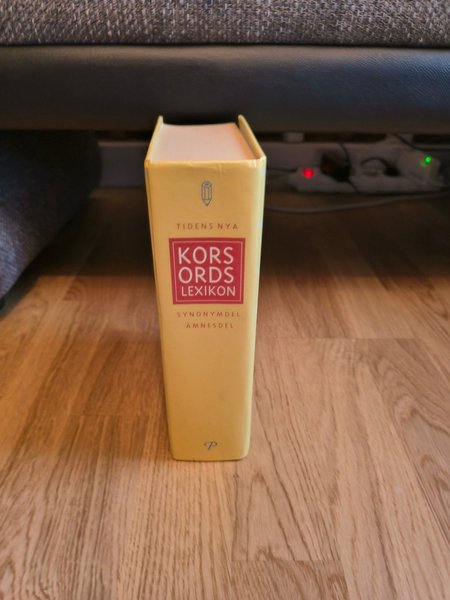 TIDENS NYA
KORS
ORDS
LEXIKON
SYNONYMDEL
ÄMNESDEL
P